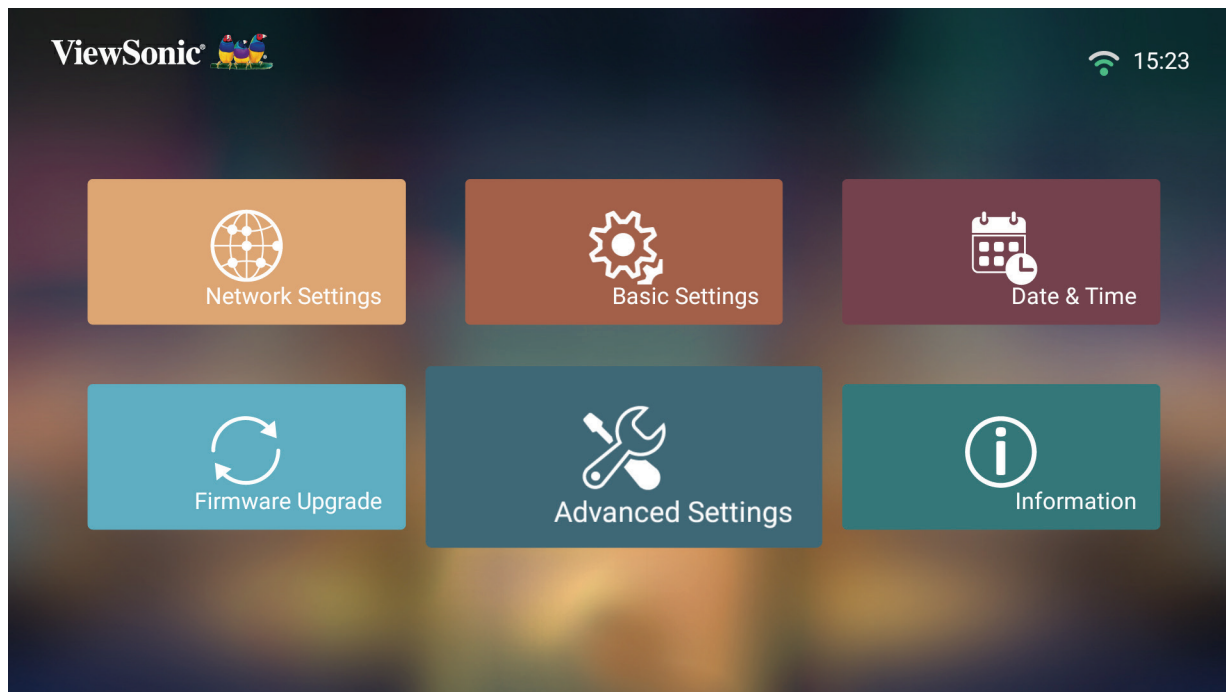 ViewSonic®
15:23
Network Settings
Basic Settings
Date & Time
Firmware Upgrade
Advanced Settings
Information